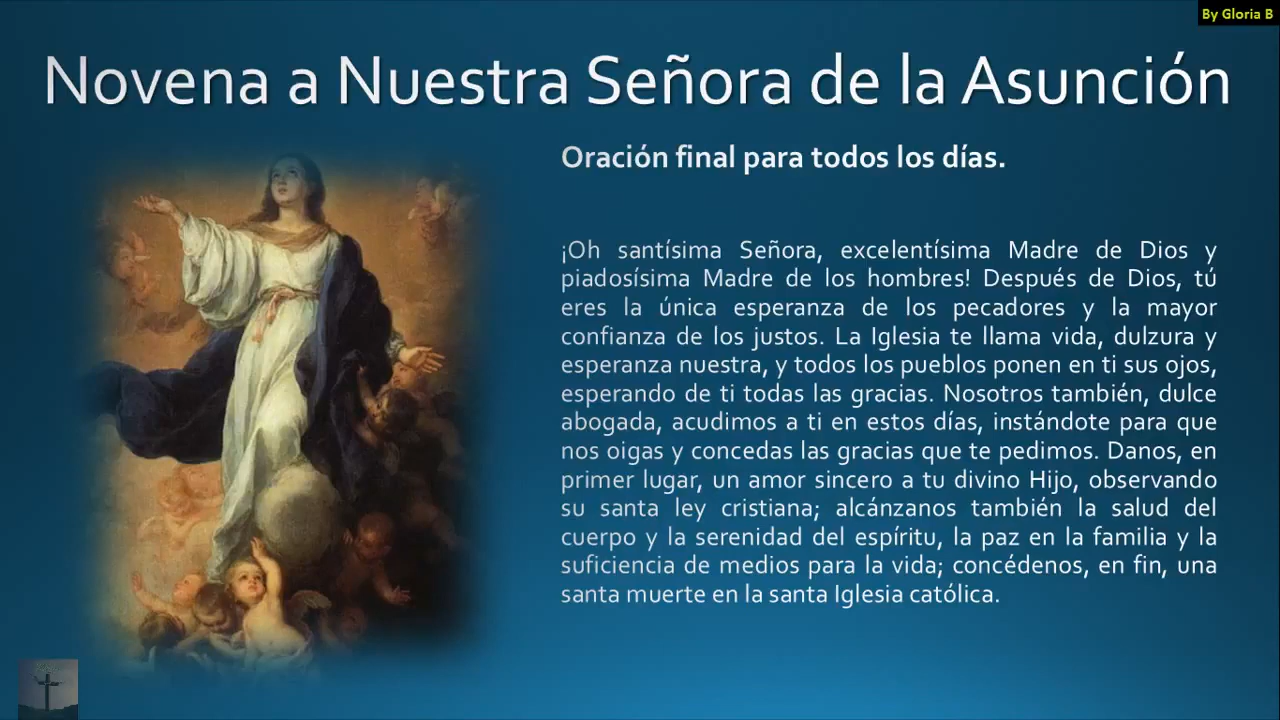 By Gloria B
Novena a Nuestra Señora de la Asunción
Oración final para todos los días.
¡Oh santísima Señora, excelentísima Madre de Dios y
piadosísima Madre de los hombres! Después de Dios, tú
eres la única esperanza de los pecadores y la mayor
confianza de los justos. La Iglesia te llama vida, dulzura y
esperanza nuestra, y todos los pueblos ponen en ti sus ojos,
esperando de ti todas las gracias. Nosotros también, dulce
abogada, acudimos a ti en estos días, instándote para que
nos oigas y concedas las gracias que te pedimos. Danos, en
primer lugar, un amor sincero a tu divino Hijo, observando
su santa ley cristiana; alcánzanos también la salud del
cuerpo y la serenidad del espíritu, la paz en la familia y la
suficiencia de medios para la vida; concédenos, en fin, una
santa muerte en la santa Iglesia católica.